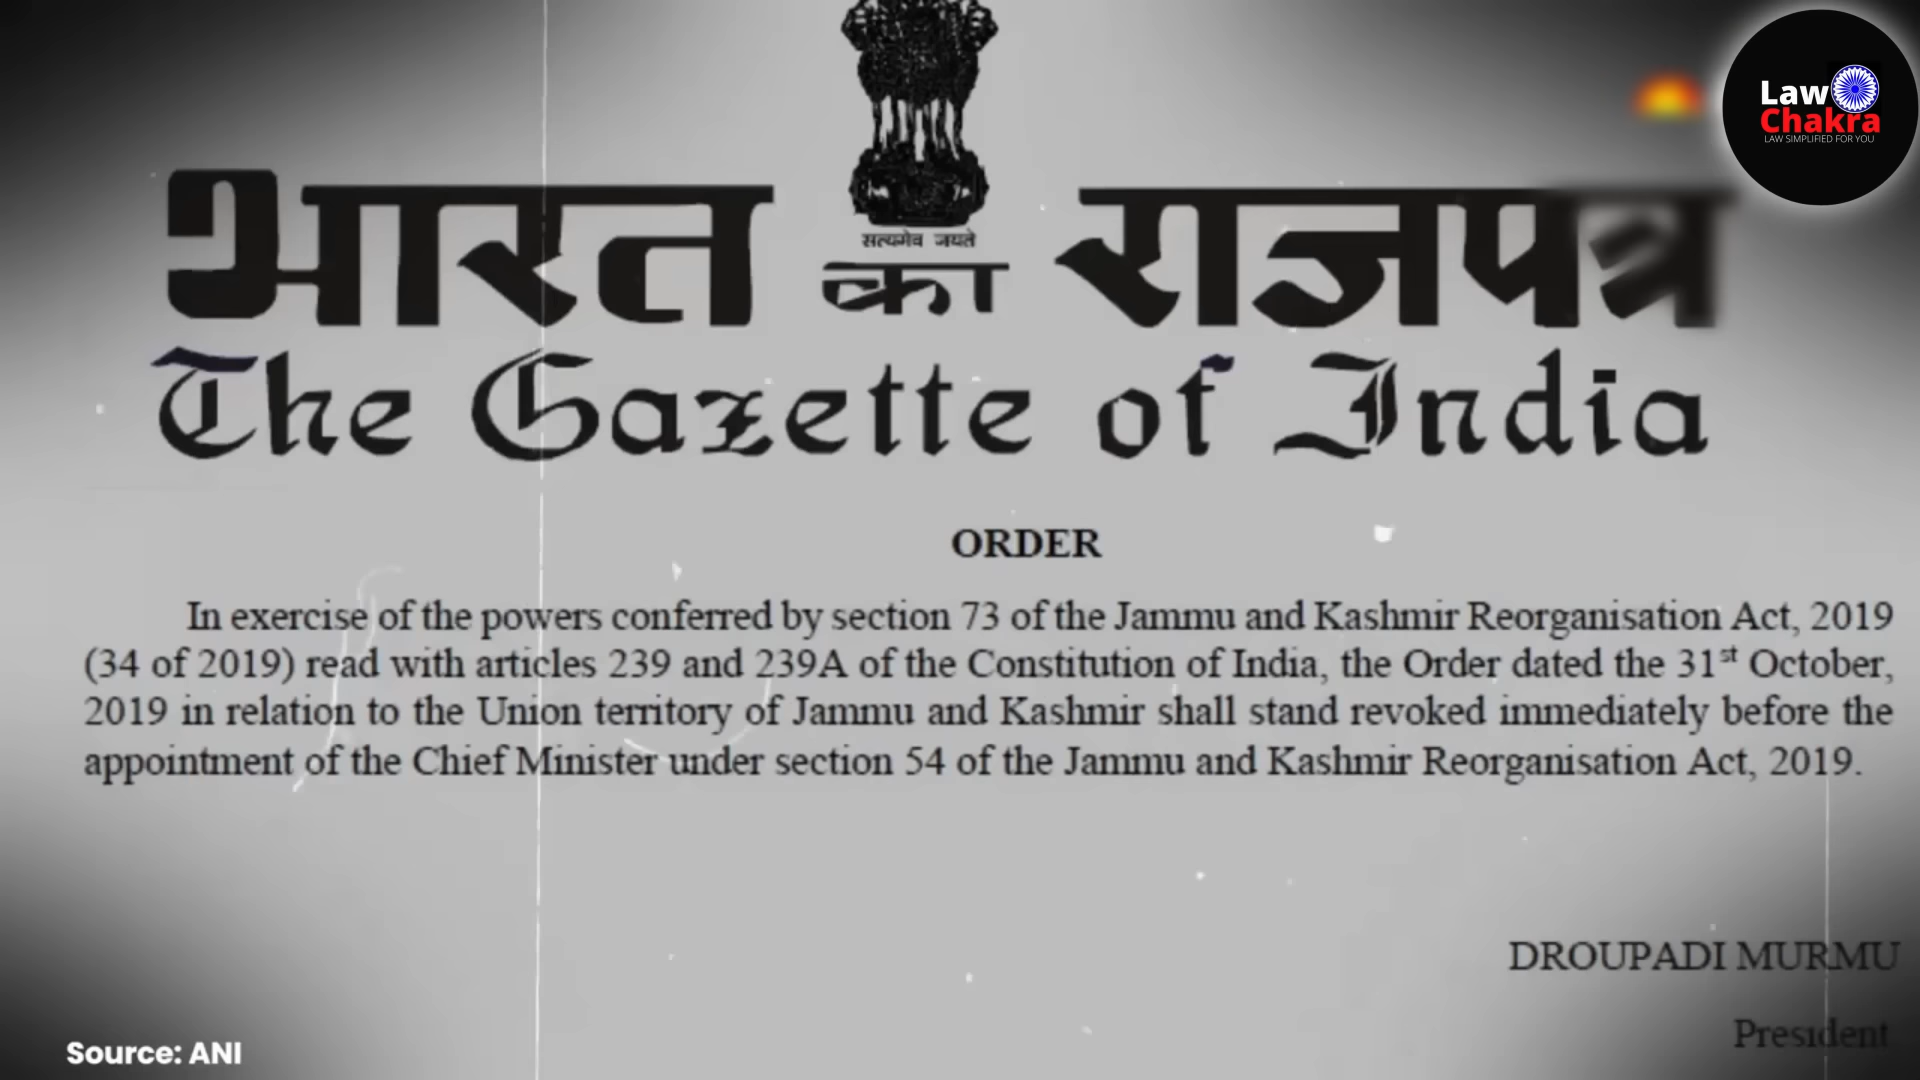 Law
Chakra
LAW SIMPLIFIED FOR YOU
सत्यमेव जयते
भारत का राजपत्र
The Gazette of India
ORDER
In exercise of the powers conferred by section 73 of the Jammu and Kashmir Reorganisation Act, 2019
(34 of 2019) read with articles 239 and 239A of the Constitution of India, the Order dated the 31st October,
2019 in relation to the Union territory of Jammu and Kashmir shall stand revoked immediately before the
appointment of the Chief Minister under section 54 of the Jammu and Kashmir Reorganisation Act, 2019.
DROUPADI MURMU
President
Source: ANI